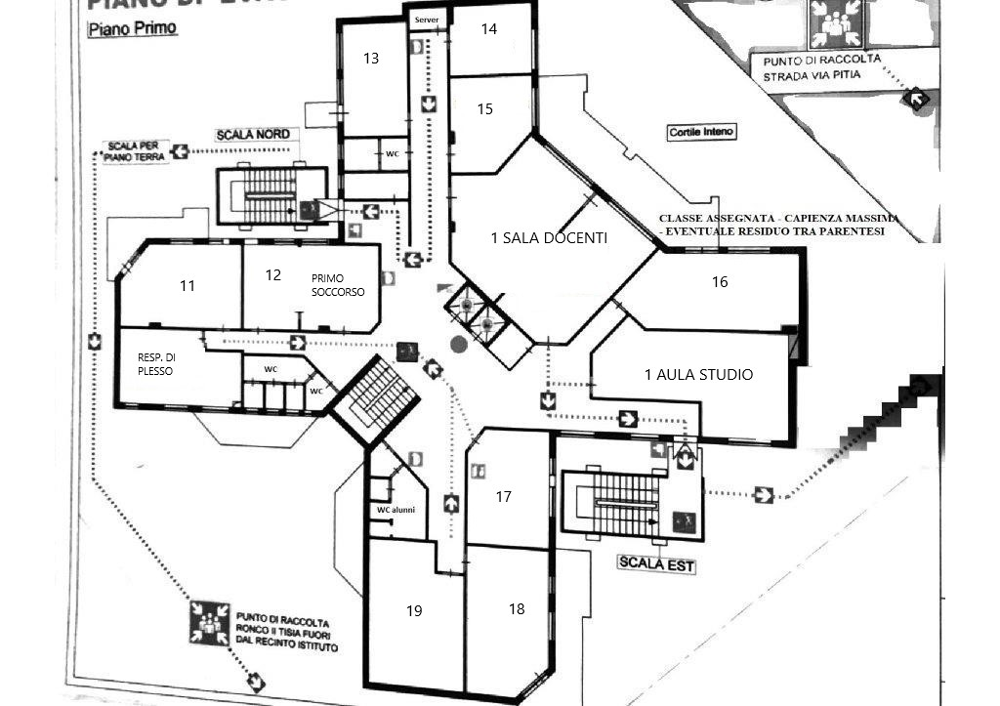 PIANO DI
Piano Primo
Server
14
13
15
PUNTO DI RACCOLTA
STRADA VIA PITIA
SCALA NORD
SCALA PER
PIANO TERRA
WC
Cortile Inteno
CLASSE ASSEGNATA - CAPIENZA MASSIMA
- EVENTUALE RESIDUO TRA PARENTESI
1 SALA DOCENTI
11
12
PRIMO
SOCCORSO
16
RESP. DI
PLESSO
WC
WC
1 AULA STUDIO
WC alunni
17
SCALA EST
19
18
PUNTO DI RACCOLTA
RONCO II TISIA FUORI
DAL RECINTO ISTITUTO